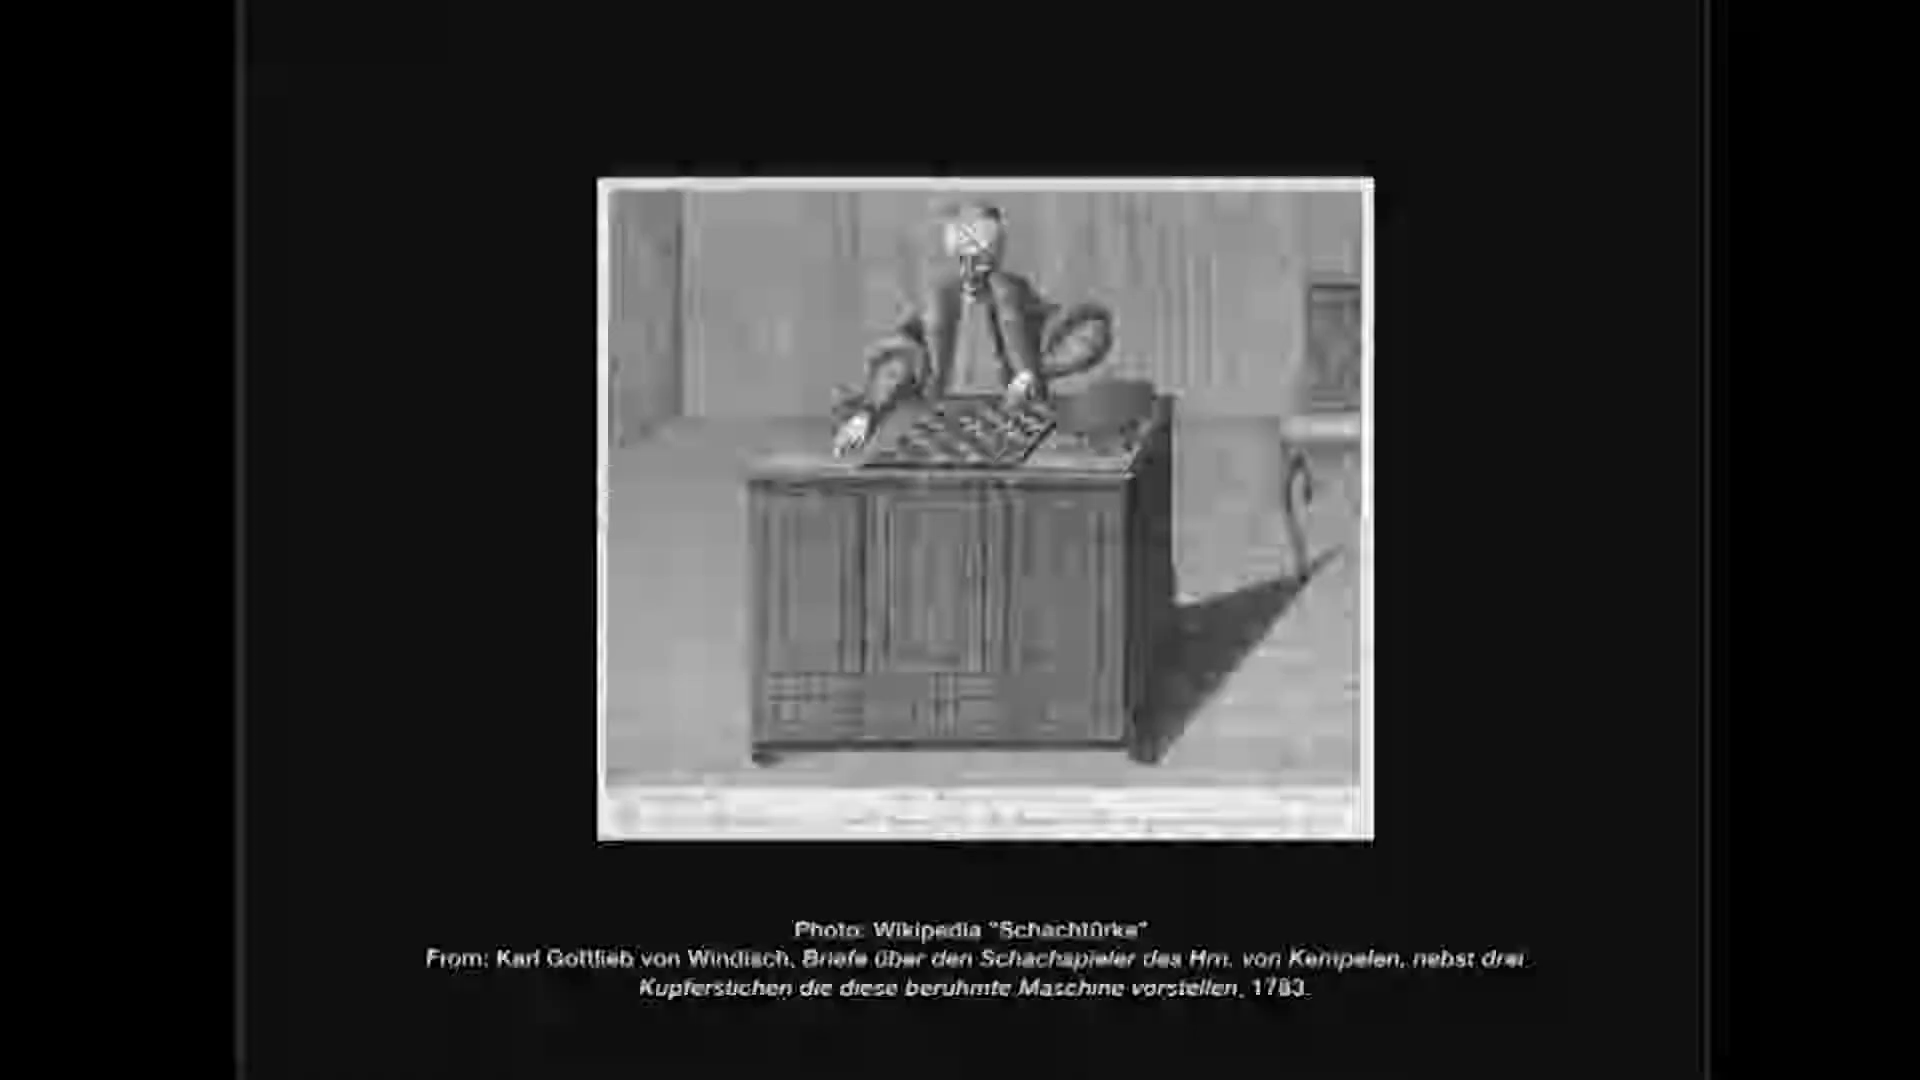 Photo: Wikipedia "Schachtürke"
From: Karl Gottlieb von Windisch, Briefe über den Schachspieler des Hrn. von Kempelen, nebst drei
Kupferstichen die diese berühmte Maschine vorstellen, 1783.